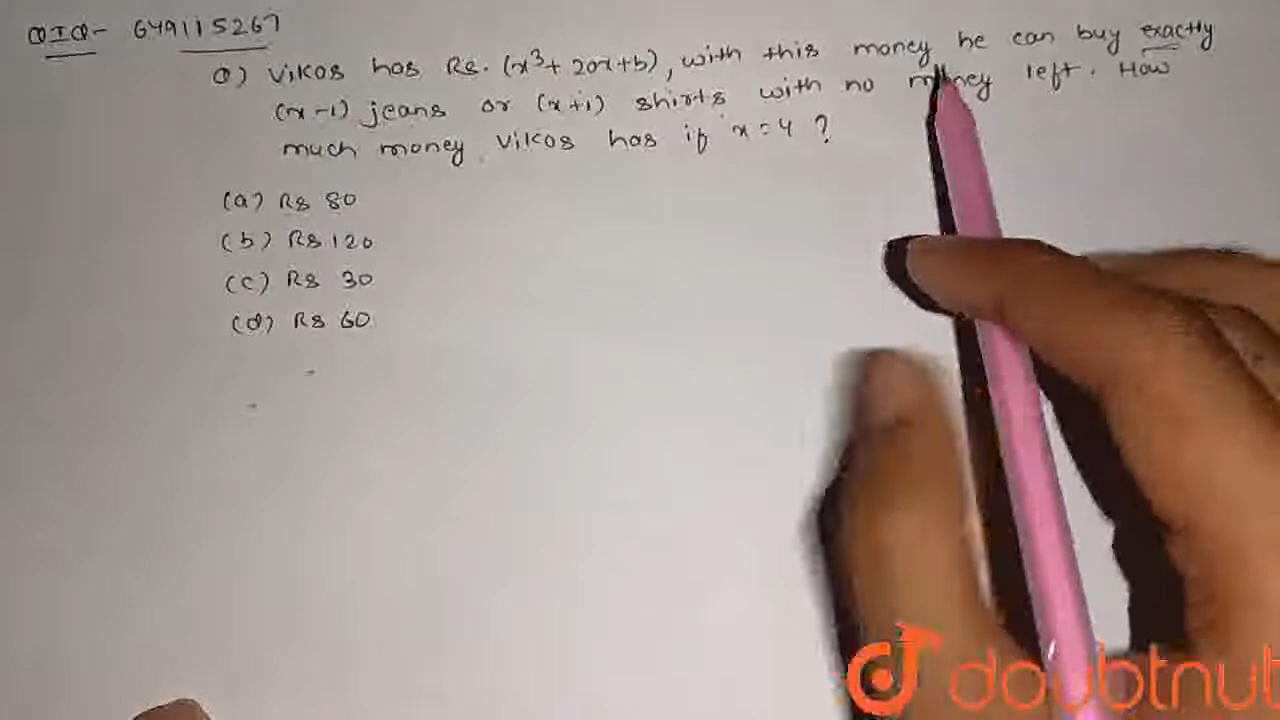 QID- 649115267
Q) Vikas has Rs. (x³+ 20x+b), with this money he can buy exactly
(x-1) jeans or (x+1) shirts with no money left. How
much money Vikas has if x=4 ?
(a) Rs 80
(b) Rs 120
(c) Rs 30
(d) Rs 60
doubtnut